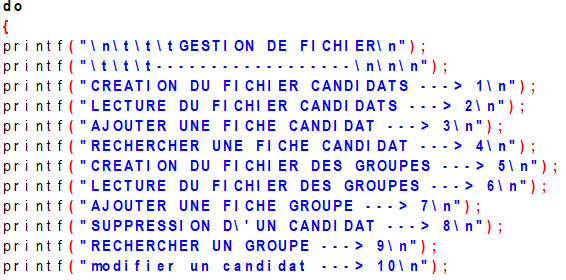 do
{
printf("\n\t\t\tGESTION DE FICHIER\n");
printf("\t\t\t------------------\n\n\n");
printf("CREATION DU FICHIER CANDIDATS ---> 1\n");
printf("LECTURE DU FICHIER CANDIDATS ---> 2\n");
printf("AJOUTER UNE FICHE CANDIDAT ---> 3\n");
printf("RECHERCHER UNE FICHE CANDIDAT ---> 4\n");
printf("CREATION DU FICHIER DES GROUPES ---> 5\n");
printf("LECTURE DU FICHIER DES GROUPES ---> 6\n");
printf("AJOUTER UNE FICHE GROUPE ---> 7\n");
printf("SUPPRESSION D\'UN CANDIDAT ---> 8\n");
printf("RECHERCHER UN GROUPE ---> 9\n");
printf("modifier un candidat ---> 10\n");